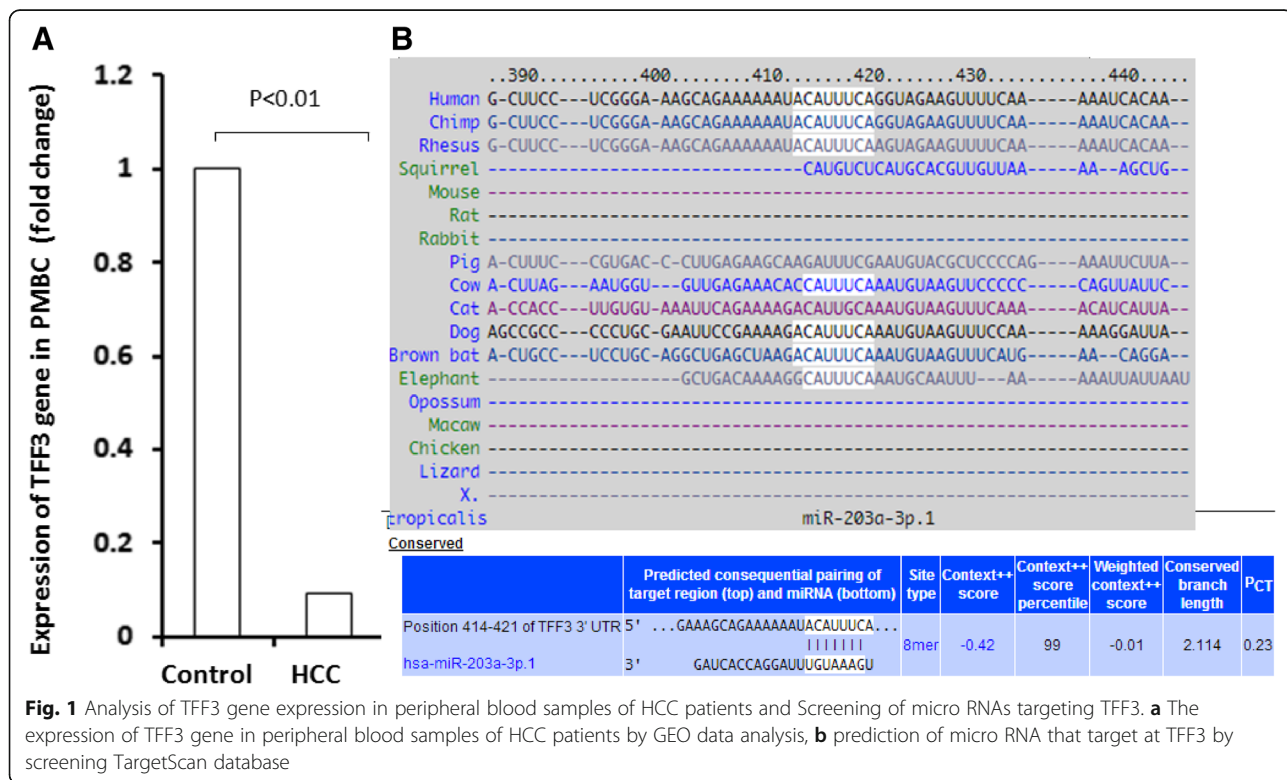 A
B
Expression of TFF3 gene in PMBC (fold change)
1.2
1
0.8
0.6
0.4
0.2
0
P<0.01
Control HCC
..390.......400.......410.......420.......430.........440.....
Human G-CUUCC---UCGGGA-AAGCAGAAAAAAUACAUUUCAGGUAGAAGUUUUCAA-----AAAUCACAA--
Chimp G-CUUCC---UCGGGA-AAGCAGAAAAAAUACAUUUCAGGUAGAAGUUUUCAA-----AAAUCACAA--
Rhesus G-CUUCC---UCGGGA-AAGCAGAAAAAAUACAUUUCAAGUAGAAGUUUUCAA-----AAAUCACAA--
Squirrel -------------------------------CAUGUCUCAUGCACGUUGUUAA-----AA--AGCUG--
Mouse ---------------------------------------------------------------------
Rat ---------------------------------------------------------------------
Rabbit ---------------------------------------------------------------------
Pig A-CUUUC---CGUGAC-C-CUUGAGAAGCAAGAUUUCGAAUGUACGCUCCCCAG----AAAUUCUUA--
Cow A-CUUAG---AAUGGU---GUUGAGAAACACCAUUUCAAAUGUAAGUUCCCCC-----CAGUUAUUC--
Cat A-CCACC---UUGUGU-AAAUUCAGAAAAGACAUUGCAAAUGUAAGUUUCAAA-----ACAUCAUUA--
Dog AGCCGCC---CCCUGC-GAAUUCCGAAAAGACAUUUCAAAUGUAAGUUUCCAA-----AAAGGAUUA--
Brown bat A-CUGCC---UCCUGC-AGGCUGAGCUAAGACAUUUCAAAUGUAAGUUUCAUG-----AA--CAGGA--
Elephant -------------------GCUGACAAAAGGCAUUUCAAAUGCAAUUU---AA-----AAAUUAUUAAU
Opossum ---------------------------------------------------------------------
Macaw ---------------------------------------------------------------------
Chicken ---------------------------------------------------------------------
Lizard ---------------------------------------------------------------------
X. ---------------------------------------------------------------------
tropicalis miR-203a-3p.1
Conserved
Predicted consequential pairing of target region (top) and miRNA (bottom) Site type Context++ score Context++ score percentile Weighted context++ score Conserved branch length PCT
Position 414-421 of TFF3 3' UTR 5' ...GAAAGCAGAAAAAAUACAUUUCA... 8mer -0.42 99 -0.01 2.114 0.23
hsa-miR-203a-3p.1 3' GAUCACCAGGAUUUGUAAAGU
Fig. 1 Analysis of TFF3 gene expression in peripheral blood samples of HCC patients and Screening of micro RNAs targeting TFF3. a The
expression of TFF3 gene in peripheral blood samples of HCC patients by GEO data analysis, b prediction of micro RNA that target at TFF3 by
screening TargetScan database